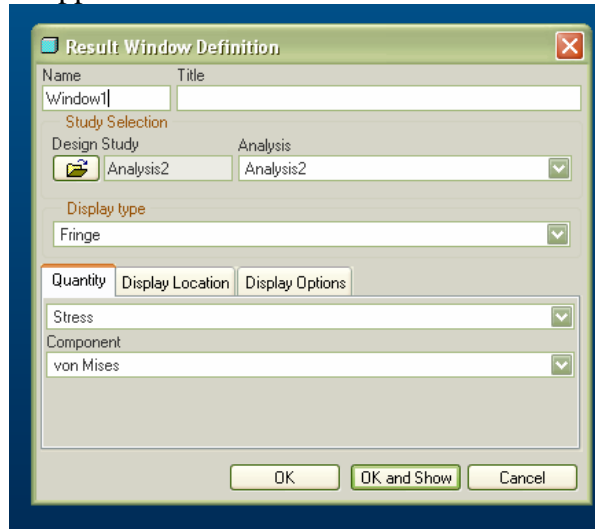 Result Window Definition
Name Title
Window1
Study Selection
Design Study Analysis
Analysis2 Analysis2
Display type
Fringe
Quantity Display Location Display Options
Stress
Component
von Mises
OK OK and Show Cancel